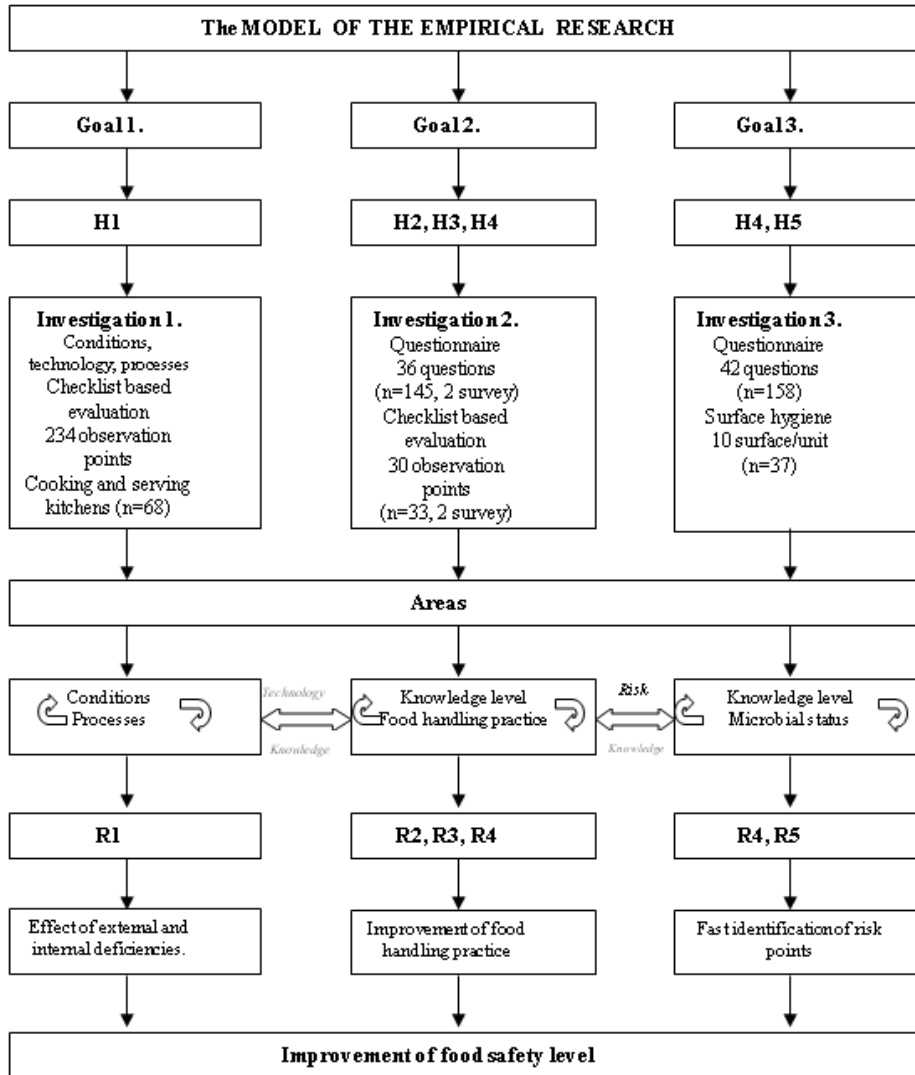 The MODEL OF THE EMPIRICAL RESEARCH
Goal 1.
Goal 2.
Goal 3.
H1
H2, H3, H4
H4, H5
Investigation 1.
Conditions,
technology, processes
Checklist based
evaluation
234 observation
points
Cooking and serving
kitchens (n=68)
Investigation 2.
Questionnaire
36 questions
(n=145, 2 survey)
Checklist based
evaluation
30 observation
points
(n=33, 2 survey)
Investigation 3.
Questionnaire
42 questions
(n=158)
Surface hygiene
10 surface/unit
(n=37)
Areas
Conditions
Processes
Technology
Knowledge
Knowledge level
Food handling practice
Risk
Knowledge
Knowledge level
Microbial status
R1
R2, R3, R4
R4, R5
Effect of external and
internal deficiencies.
Improvement of food
handling practice
Fast identification of risk
points
Improvement of food safety level